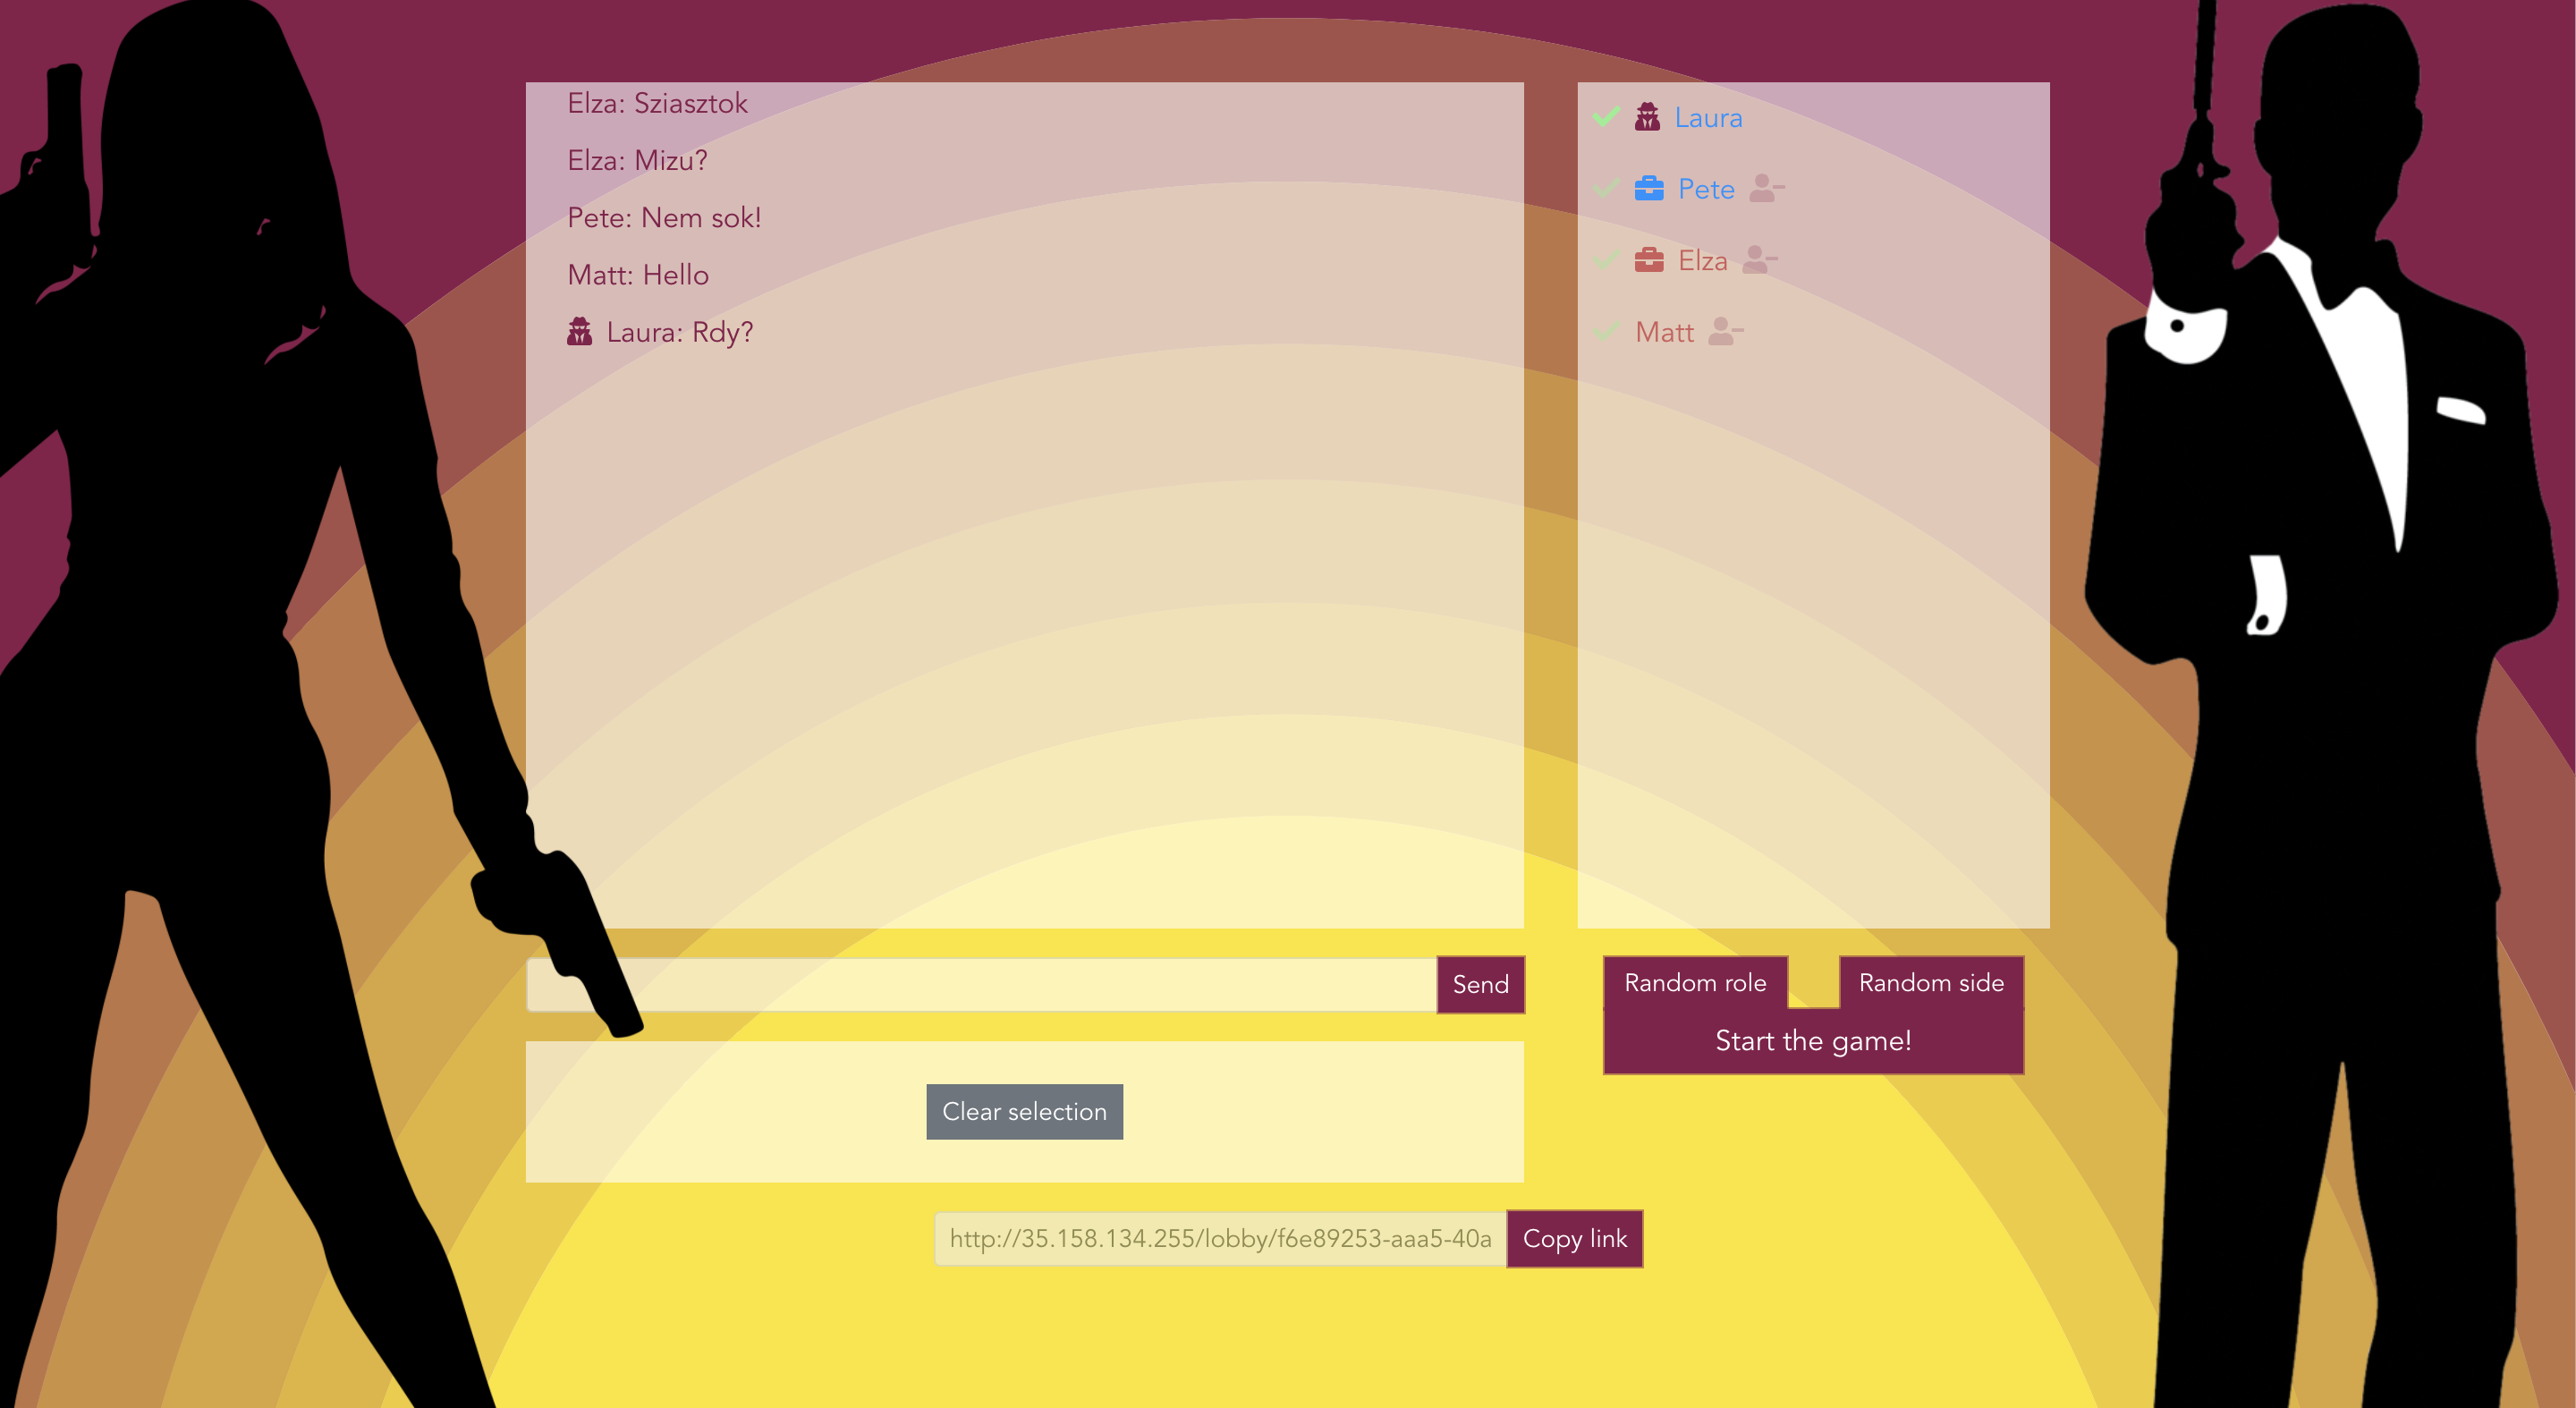 Elza: Sziasztok
Elza: Mizu?
Pete: Nem sok!
Matt: Hello
Laura: Rdy?
Laura
Pete
Elza
Matt
Send
Random role
Random side
Start the game!
Clear selection
http://35.158.134.255/lobby/f6e89253-aaa5-40a
Copy link